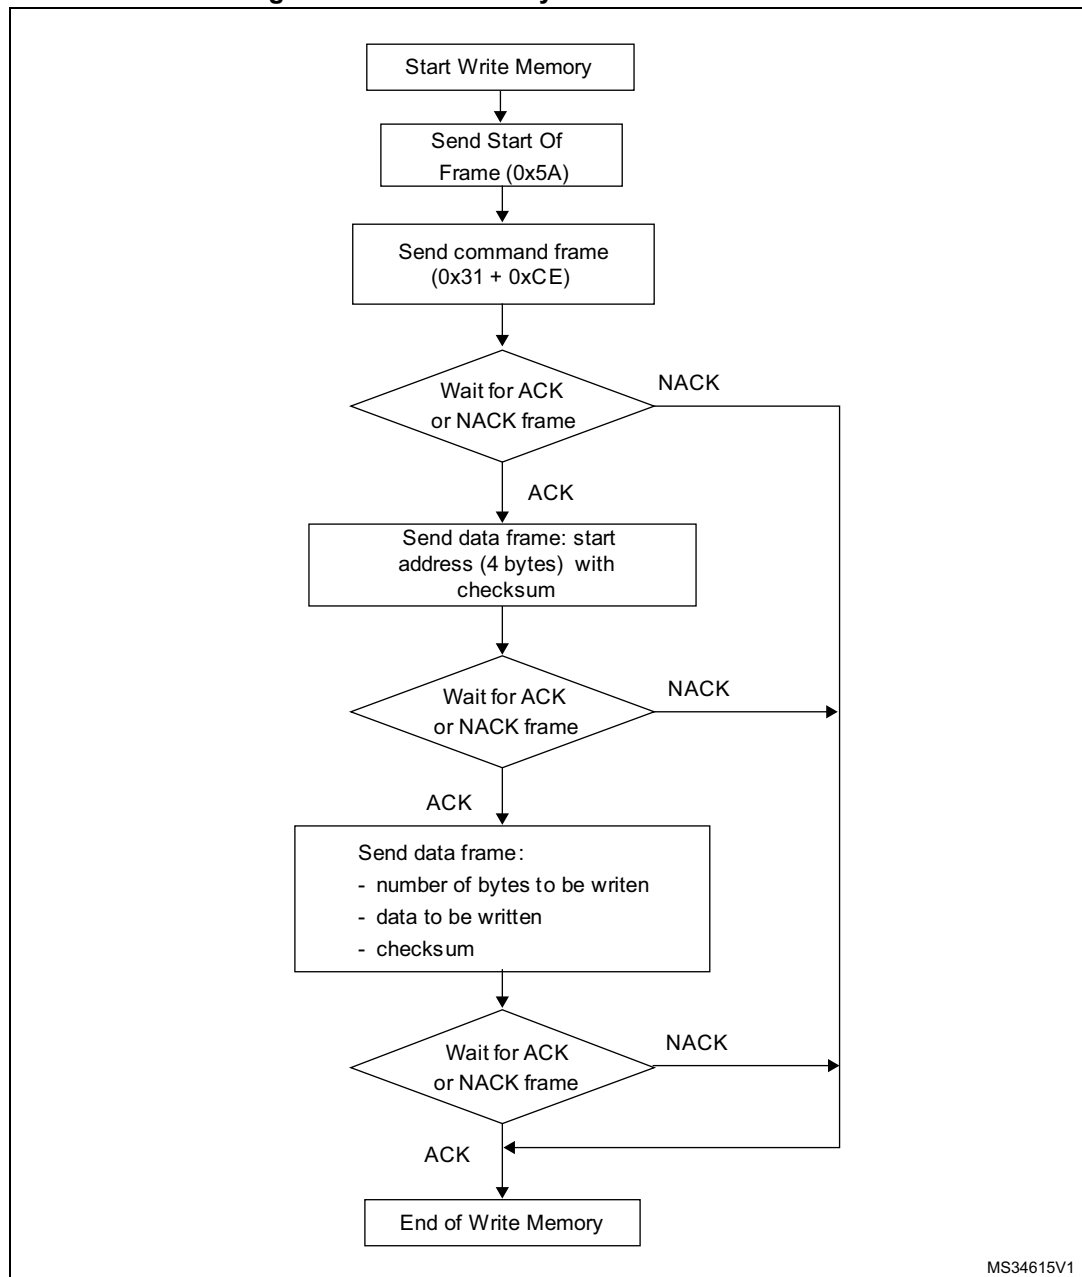 Start Write Memory
Send Start Of
Frame (0x5A)
Send command frame
(0x31 + 0xCE)
Wait for ACK
or NACK frame
NACK
ACK
Send data frame: start
address (4 bytes) with
checksum
Wait for ACK
or NACK frame
NACK
ACK
Send data frame:
- number of bytes to be writen
- data to be written
- checksum
Wait for ACK
or NACK frame
NACK
ACK
End of Write Memory
MS34615V1